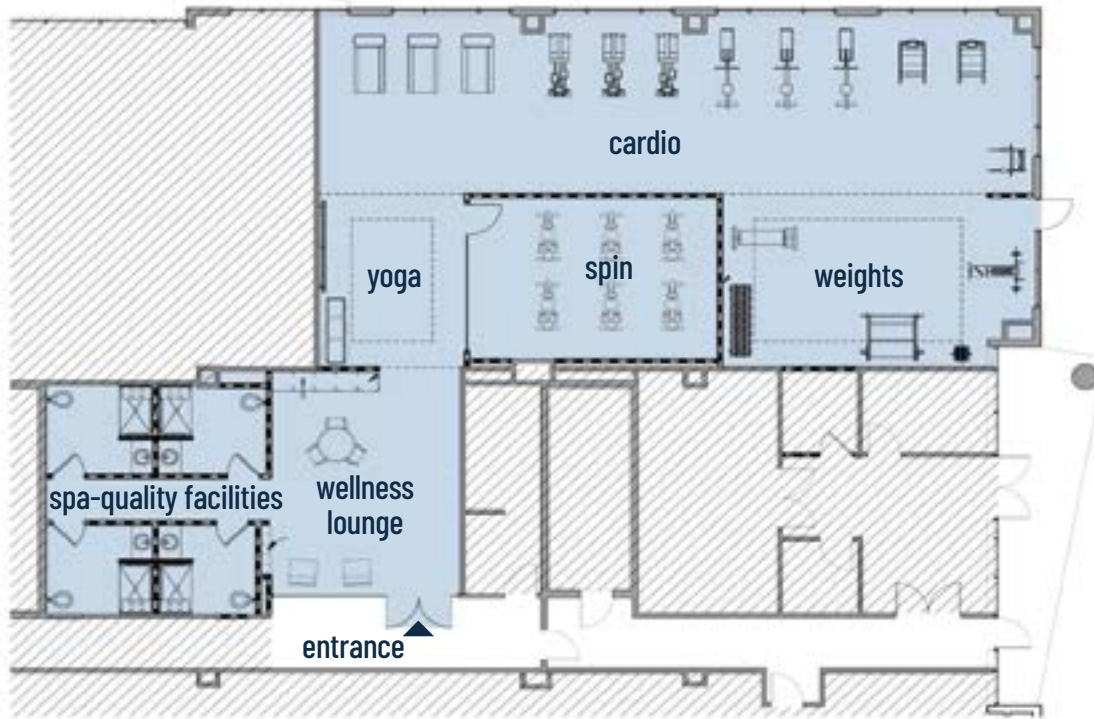 cardio
yoga
spin
weights
spa-quality facilities
wellness
lounge
entrance